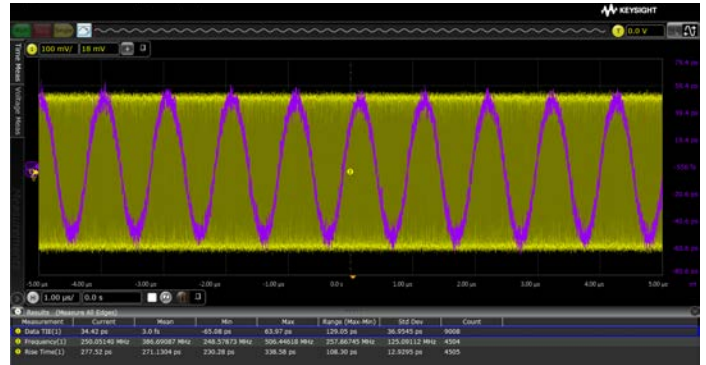 KEYSIGHT
0.0 V
100 mV/ 18 mV
Time Meas
Voltage Meas
Measurements
-5.00 µs -4.00 µs -3.00 µs -2.00 µs -1.00 µs 0.0 s 1.00 µs 2.00 µs 3.00 µs 4.00 µs 5.00 µs
H 1.00 µs/ 0.0 s
Results (Measure All Edges)
Measurement Current Mean Min Max Range (Max-Min) Std Dev Count
Data TIE(1) 34.42 ps 3.0 fs -65.08 ps 63.97 ps 129.05 ps 36.9545 ps 9008
Frequency(1) 250.05140 MHz 386.69087 MHz 248.57873 MHz 506.44618 MHz 257.86745 MHz 125.09112 MHz 4504
Rise Time(1) 277.52 ps 271.1304 ps 230.28 ps 338.58 ps 108.30 ps 12.9295 ps 4505